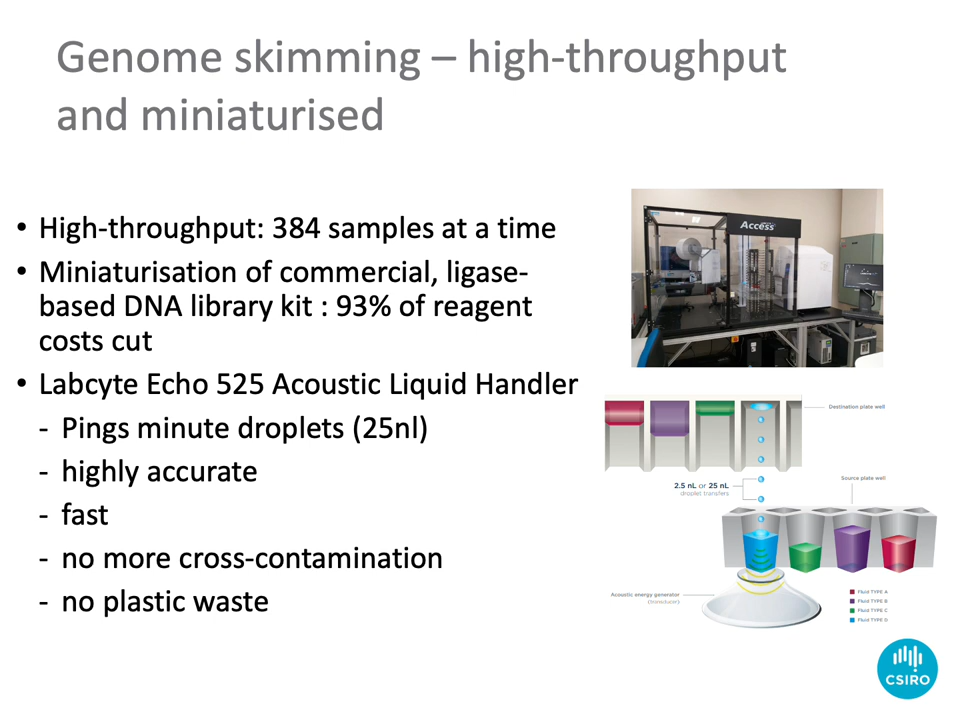 Genome skimming – high-throughput
and miniaturised
• High-throughput: 384 samples at a time
• Miniaturisation of commercial, ligase-
based DNA library kit : 93% of reagent
costs cut
• Labcyte Echo 525 Acoustic Liquid Handler
- Pings minute droplets (25nl)
- highly accurate
- fast
- no more cross-contamination
- no plastic waste
Access
Destination plate well
2.5 nL or 25 nL
droplet transfers
Source plate well
Acoustic energy generator
(transducer)
Fluid TYPE A
Fluid TYPE B
Fluid TYPE C
Fluid TYPE D
CSIRO